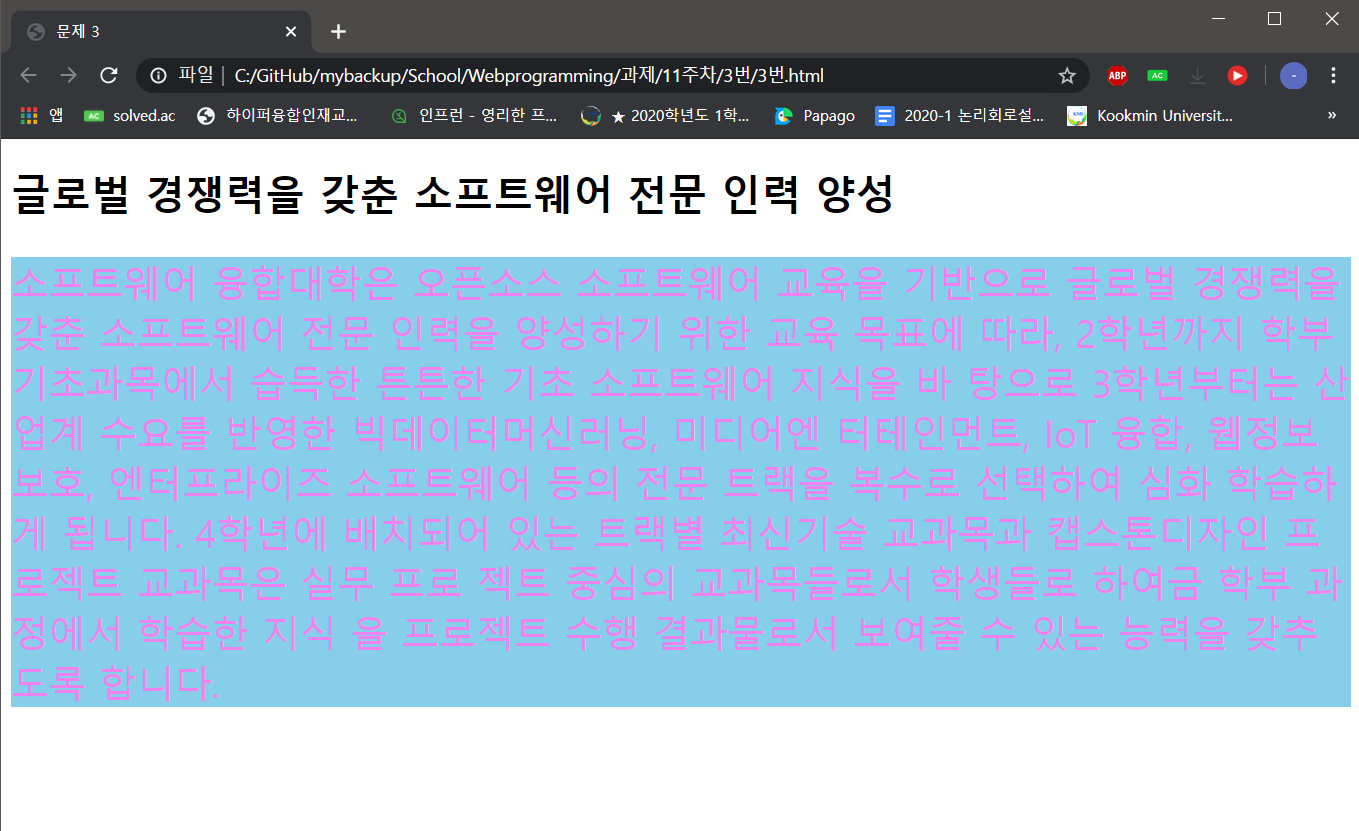 문제 3
파일 | C:/GitHub/mybackup/School/Webprogramming/과제/11주차/3번/3번.html
ABP
AC
-
앱
AC solved.ac
하이퍼융합인재교...
인프런 - 영리한 프...
★ 2020학년도 1학...
Papago
2020-1 논리회로설...
Kookmin Universit...
»
글로벌 경쟁력을 갖춘 소프트웨어 전문 인력 양성
소프트웨어 융합대학은 오픈소스 소프트웨어 교육을 기반으로 글로벌 경쟁력을
갖춘 소프트웨어 전문 인력을 양성하기 위한 교육 목표에 따라, 2학년까지 학부
기초과목에서 습득한 튼튼한 기초 소프트웨어 지식을 바 탕으로 3학년부터는 산
업계 수요를 반영한 빅데이터머신러닝, 미디어엔 터테인먼트, IoT 융합, 웹정보
보호, 엔터프라이즈 소프트웨어 등의 전문 트랙을 복수로 선택하여 심화 학습하
게 됩니다. 4학년에 배치되어 있는 트랙별 최신기술 교과목과 캡스톤디자인 프
로젝트 교과목은 실무 프로 젝트 중심의 교과목들로서 학생들로 하여금 학부 과
정에서 학습한 지식 을 프로젝트 수행 결과물로서 보여줄 수 있는 능력을 갖추
도록 합니다.